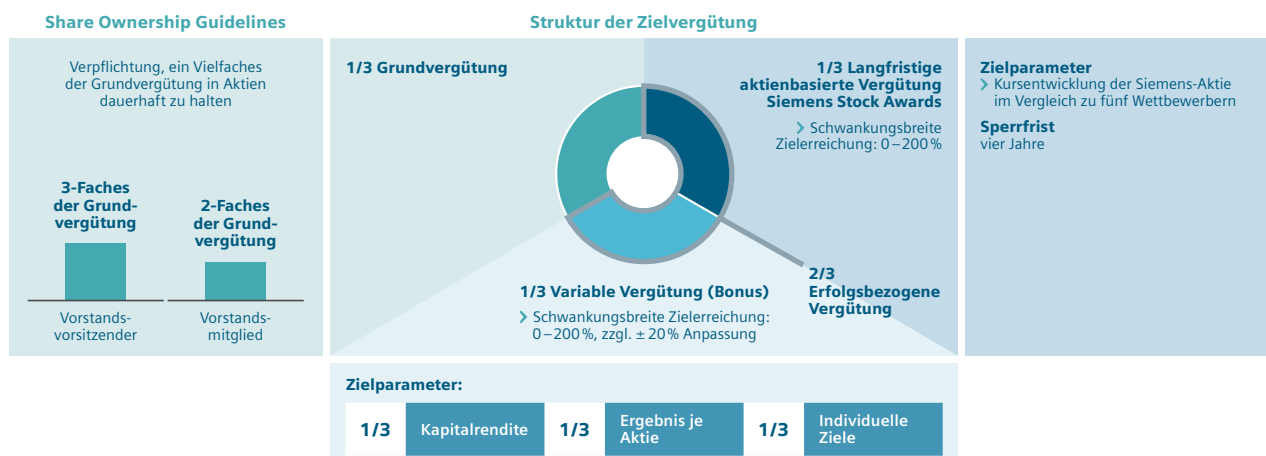 Share Ownership Guidelines
Verpflichtung, ein Vielfaches
der Grundvergütung in Aktien
dauerhaft zu halten
3-Faches
der Grund-
vergütung
2-Faches
der Grund-
vergütung
Vorstands-
vorsitzender
Vorstands-
mitglied
Struktur der Zielvergütung
1/3 Grundvergütung
1/3 Langfristige
aktienbasierte Vergütung
Siemens Stock Awards
Schwankungsbreite
Zielerreichung: 0 – 200 %
1/3 Variable Vergütung (Bonus)
Schwankungsbreite Zielerreichung:
0 – 200 %, zzgl. ± 20 % Anpassung
2/3
Erfolgsbezogene
Vergütung
Zielparameter
Kursentwicklung der Siemens-Aktie
im Vergleich zu fünf Wettbewerbern
Sperrfrist
vier Jahre
Zielparameter:
1/3
Kapitalrendite
1/3
Ergebnis je
Aktie
1/3
Individuelle
Ziele